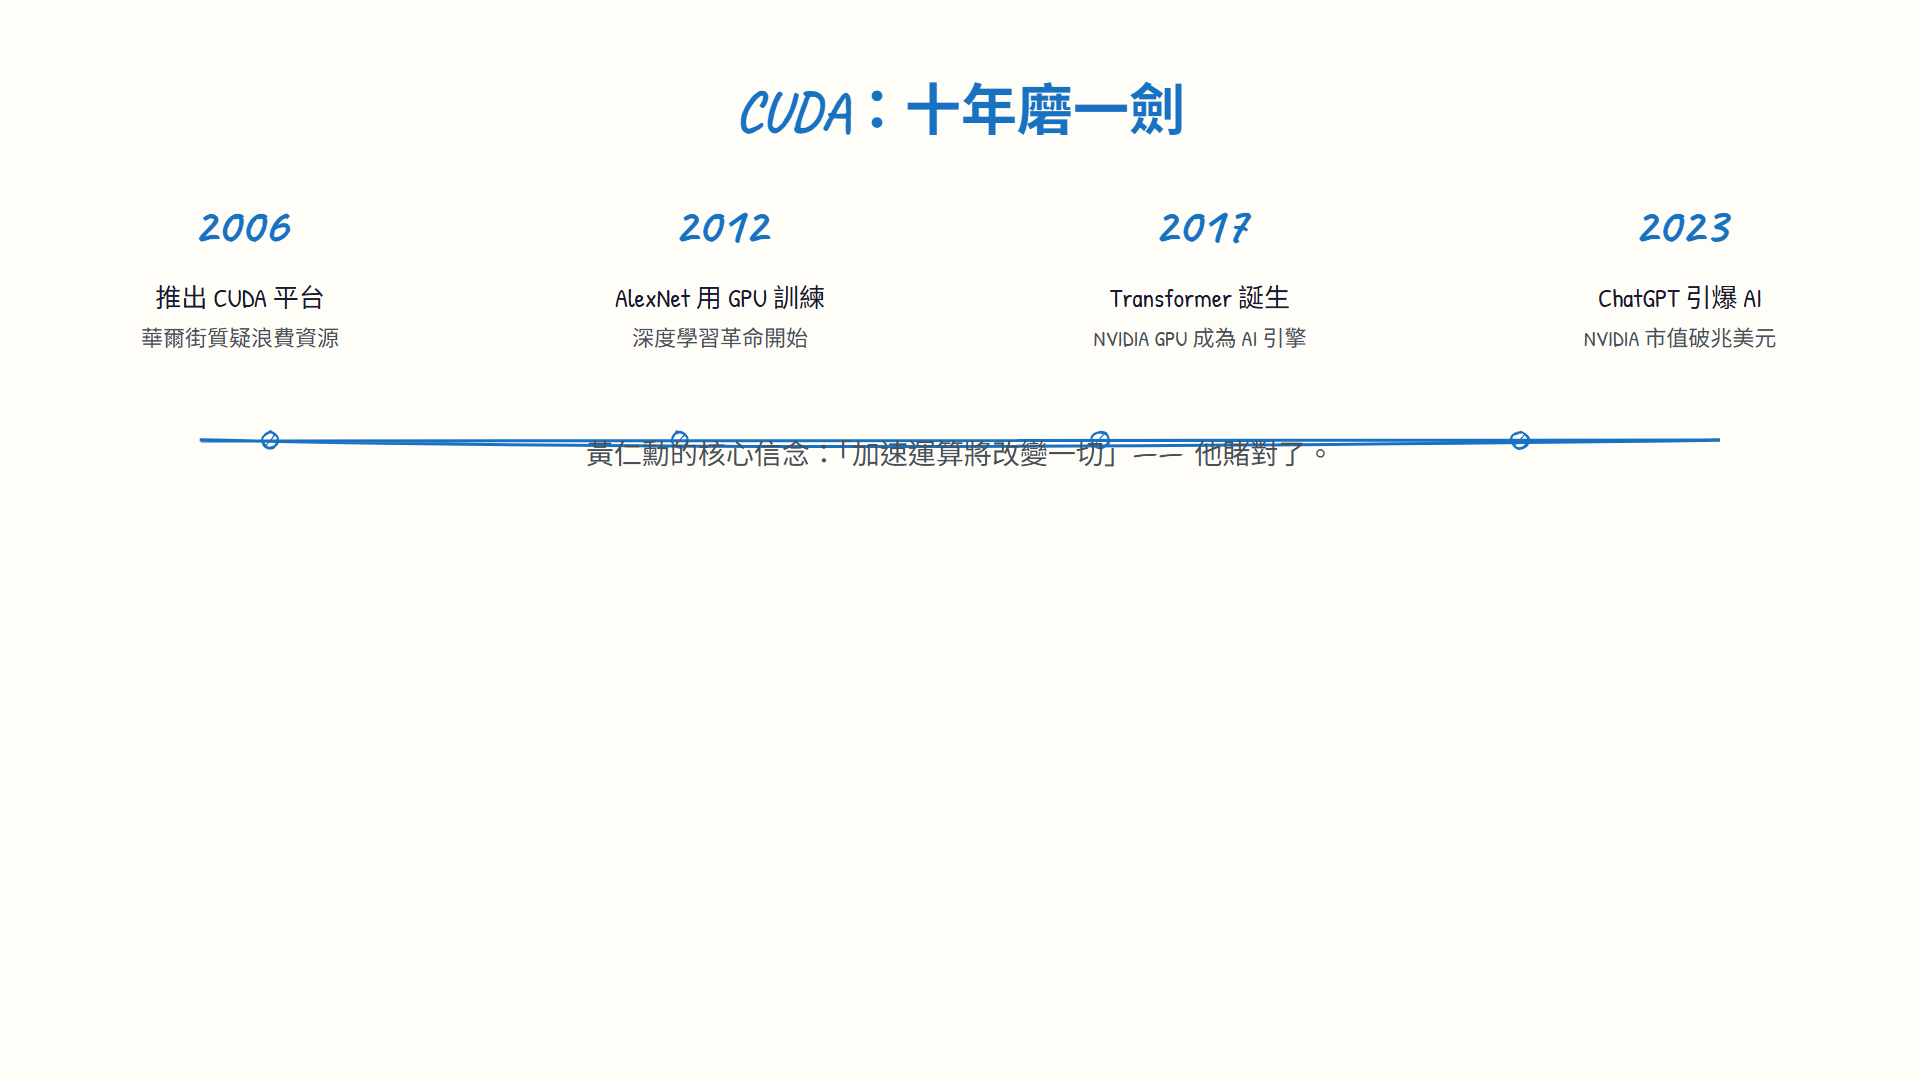 CUDA：十年磨一劍
2006
推出 CUDA 平台
華爾街質疑浪費資源
2012
AlexNet 用 GPU 訓練
深度學習革命開始
2017
Transformer 誕生
NVIDIA GPU 成為 AI 引擎
2023
ChatGPT 引爆 AI
NVIDIA 市值破兆美元
黃仁勳的核心信念：「加速運算將改變一切」—— 他賭對了。